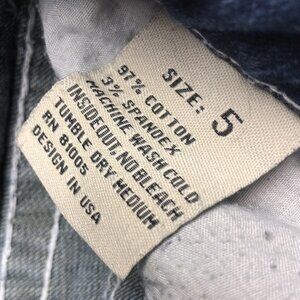 SIZE: 5
97% COTTON
3% SPANDEX
MACHINE WASH COLD
INSIDEOUT, NO BLEACH
TUMBLE DRY MEDIUM
RN 81005
DESIGN IN USA